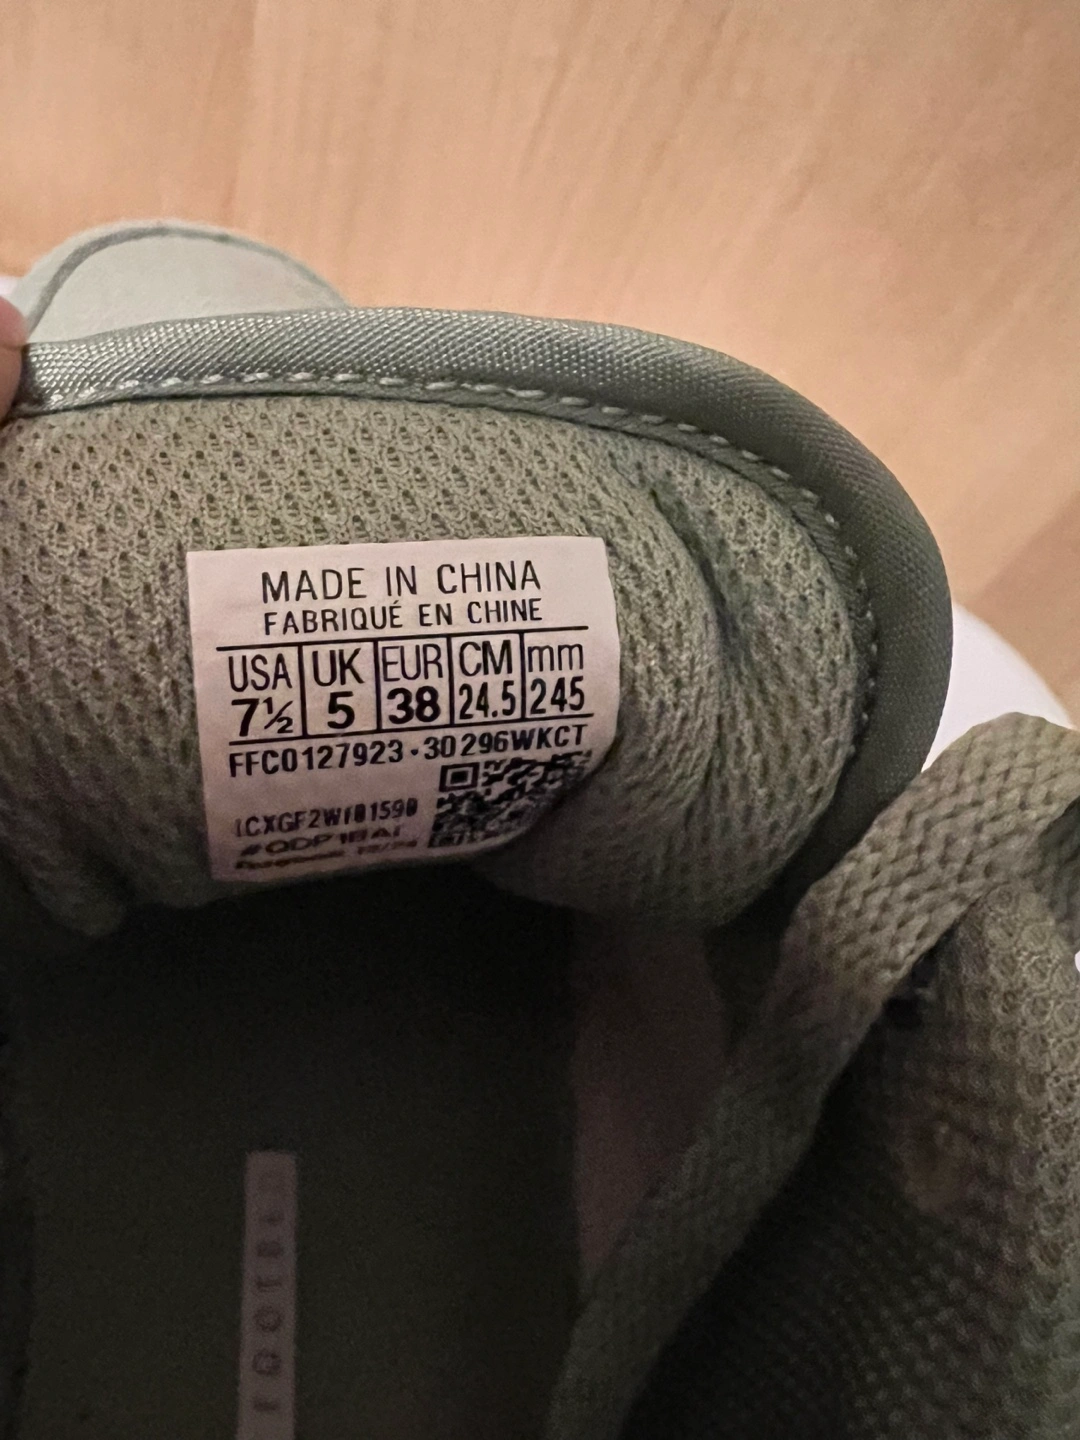 MADE IN CHINA
FABRIQUÉ EN CHINE
USA UK EUR CM mm
7½ 5 38 24.5 245
FFC0127923-30296WKCT